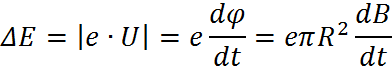 ΔE = |e · U| = e dφ/dt = eπR² dB/dt